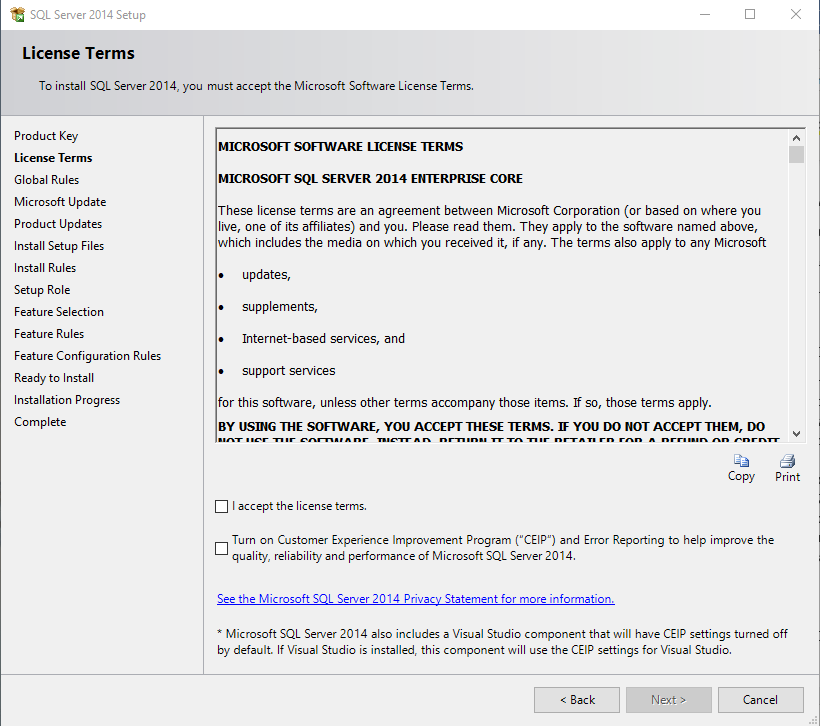 SQL Server 2014 Setup
License Terms
To install SQL Server 2014, you must accept the Microsoft Software License Terms.
Product Key
License Terms
Global Rules
Microsoft Update
Product Updates
Install Setup Files
Install Rules
Setup Role
Feature Selection
Feature Rules
Feature Configuration Rules
Ready to Install
Installation Progress
Complete
MICROSOFT SOFTWARE LICENSE TERMS
MICROSOFT SQL SERVER 2014 ENTERPRISE CORE
These license terms are an agreement between Microsoft Corporation (or based on where you
live, one of its affiliates) and you. Please read them. They apply to the software named above,
which includes the media on which you received it, if any. The terms also apply to any Microsoft
• updates,
• supplements,
• Internet-based services, and
• support services
for this software, unless other terms accompany those items. If so, those terms apply.
BY USING THE SOFTWARE, YOU ACCEPT THESE TERMS. IF YOU DO NOT ACCEPT THEM, DO
NOT USE THE SOFTWARE. INSTEAD, RETURN IT TO THE RETAILER FOR A REFUND OR CREDIT
Copy
Print
I accept the license terms.
Turn on Customer Experience Improvement Program ("CEIP") and Error Reporting to help improve the
quality, reliability and performance of Microsoft SQL Server 2014.
See the Microsoft SQL Server 2014 Privacy Statement for more information.
* Microsoft SQL Server 2014 also includes a Visual Studio component that will have CEIP settings turned off
by default. If Visual Studio is installed, this component will use the CEIP settings for Visual Studio.
< Back
Next >
Cancel